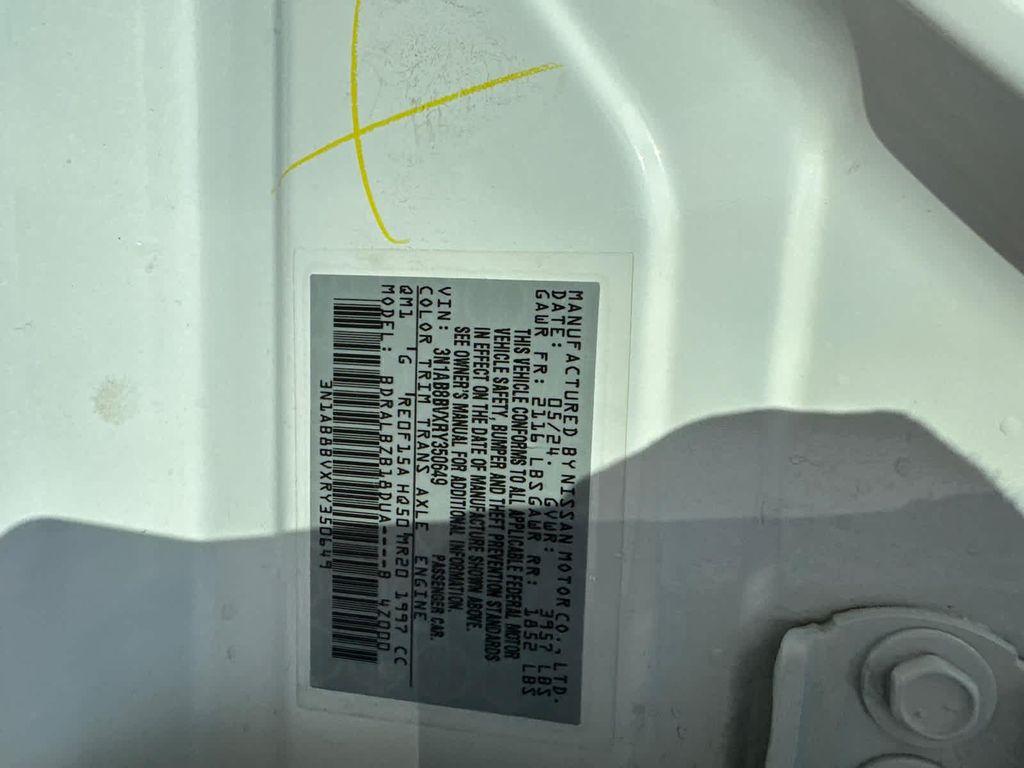 MANUFACTURED BY NISSAN MOTOR CO., LTD.
DATE: 05/24. GVWR: 3957 LBS
GAWR FR: 2116 LBS GAWR RR: 1852 LBS
THIS VEHICLE CONFORMS TO ALL APPLICABLE FEDERAL MOTOR
VEHICLE SAFETY, BUMPER AND THEFT PREVENTION STANDARDS
IN EFFECT ON THE DATE OF MANUFACTURE SHOWN ABOVE.
SEE OWNER'S MANUAL FOR ADDITIONAL INFORMATION.
VIN: 3N1AB8BVXRY350649 PASSENGER CAR.
COLOR TRIM TRANS AXLE ENGINE
QM1 G RE0F15A HQ50 MR20 1997 CC
MODEL: BDRALBZB18DUA----B 4Z000
3N1AB8BVXRY350649